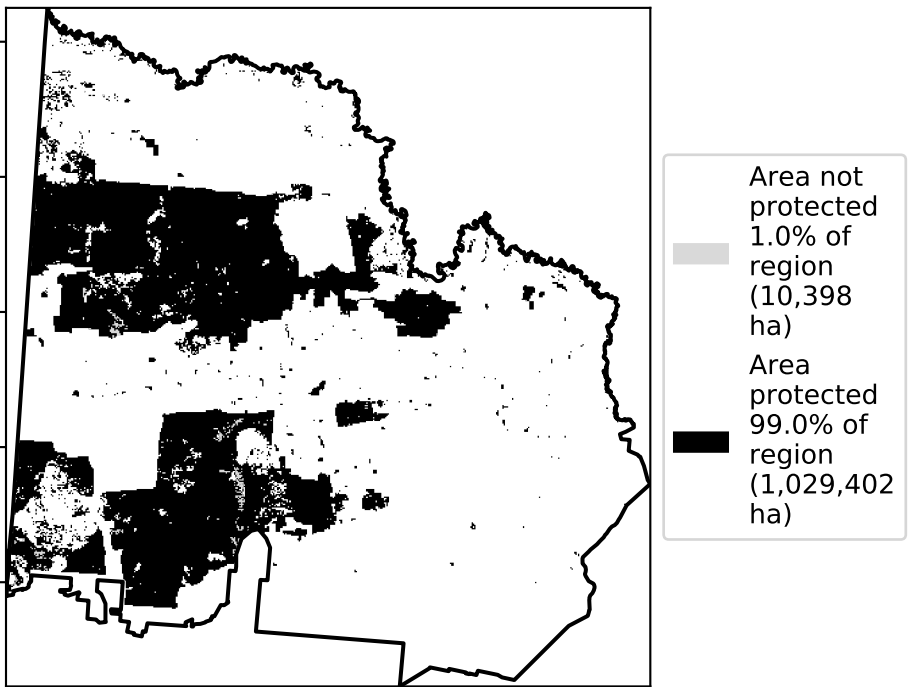 Area not
protected
1.0% of
region
(10,398
ha)
Area
protected
99.0% of
region
(1,029,402
ha)